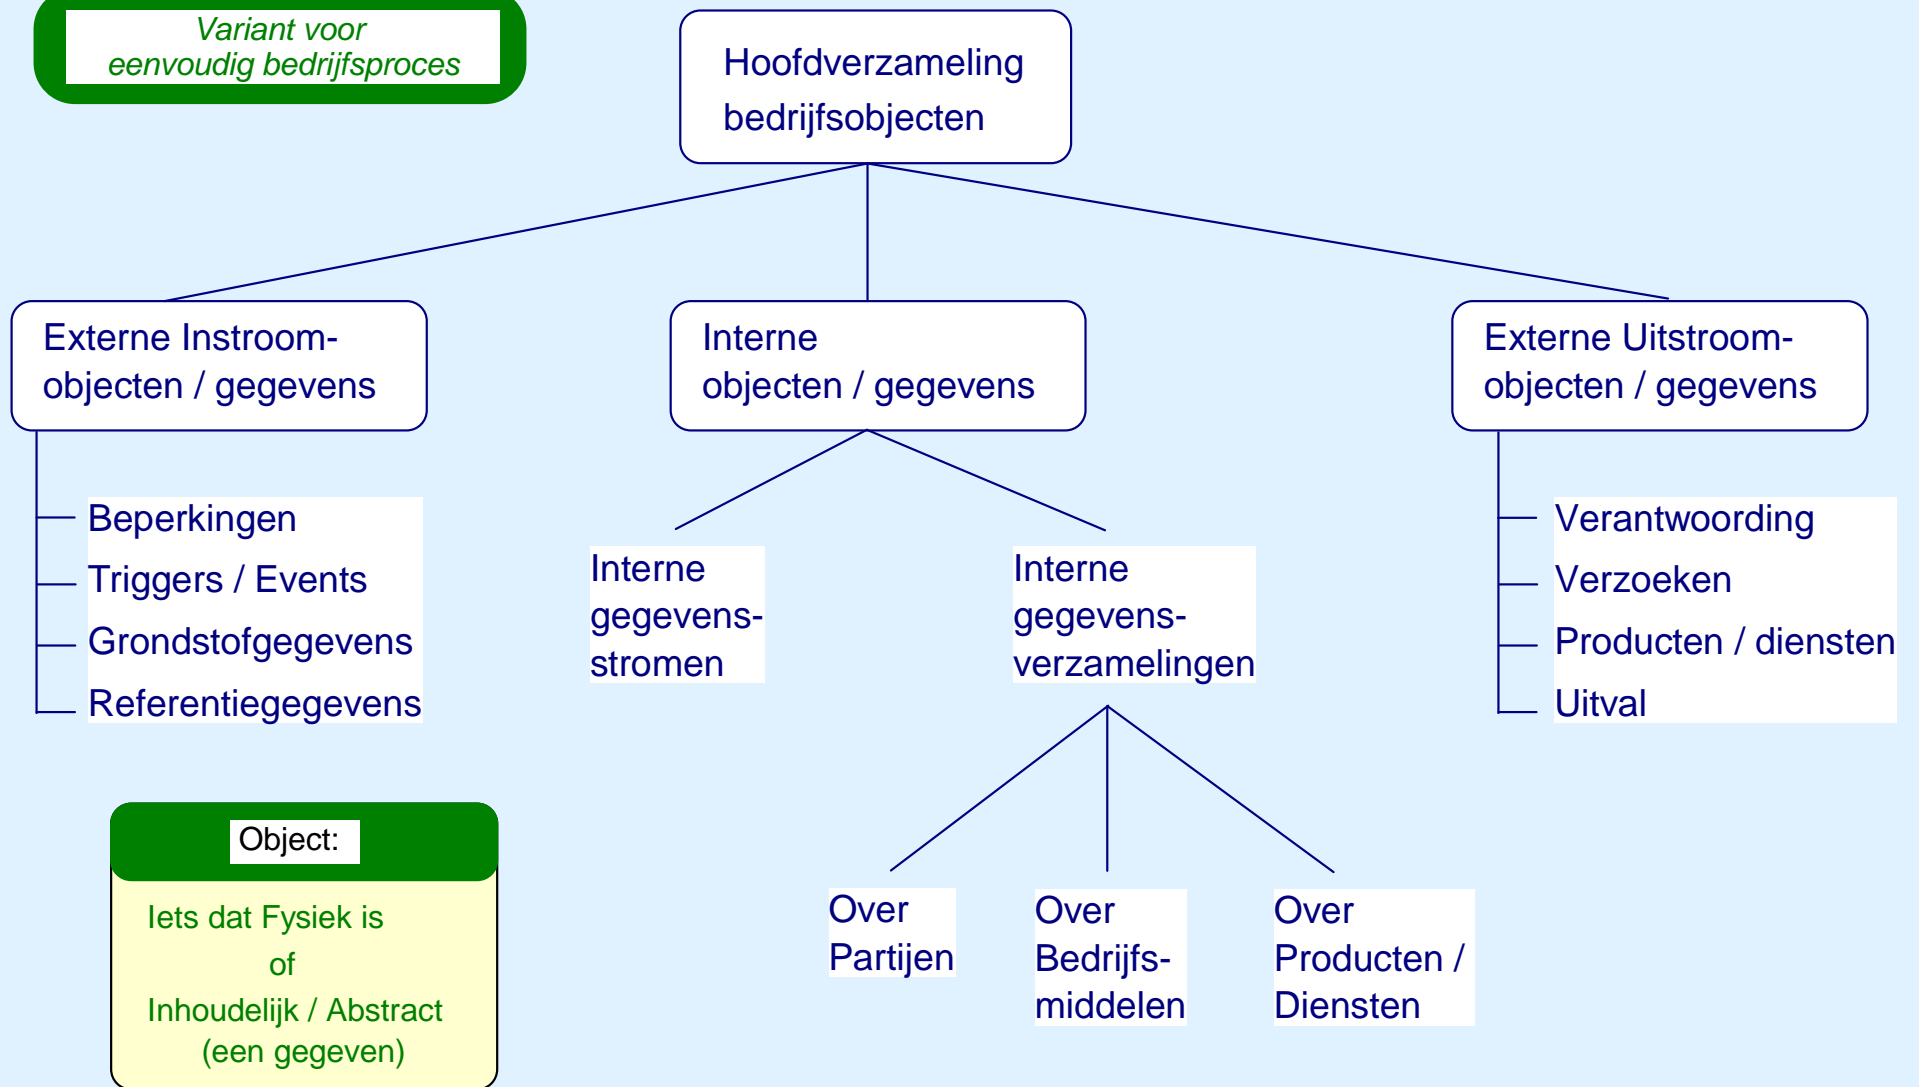 Variant voor
eenvoudig bedrijfsproces
Hoofdverzameling
bedrijfsobjecten
Externe Instroom-
objecten / gegevens
Interne
objecten / gegevens
Externe Uitstroom-
objecten / gegevens
Beperkingen
Triggers / Events
Grondstofgegevens
Referentiegegevens
Interne
gegevens-
stromen
Interne
gegevens-
verzamelingen
Verantwoording
Verzoeken
Producten / diensten
Uitval
Over
Partijen
Over
Bedrijfs-
middelen
Over
Producten /
Diensten
Object:
Iets dat Fysiek is
of
Inhoudelijk / Abstract
(een gegeven)